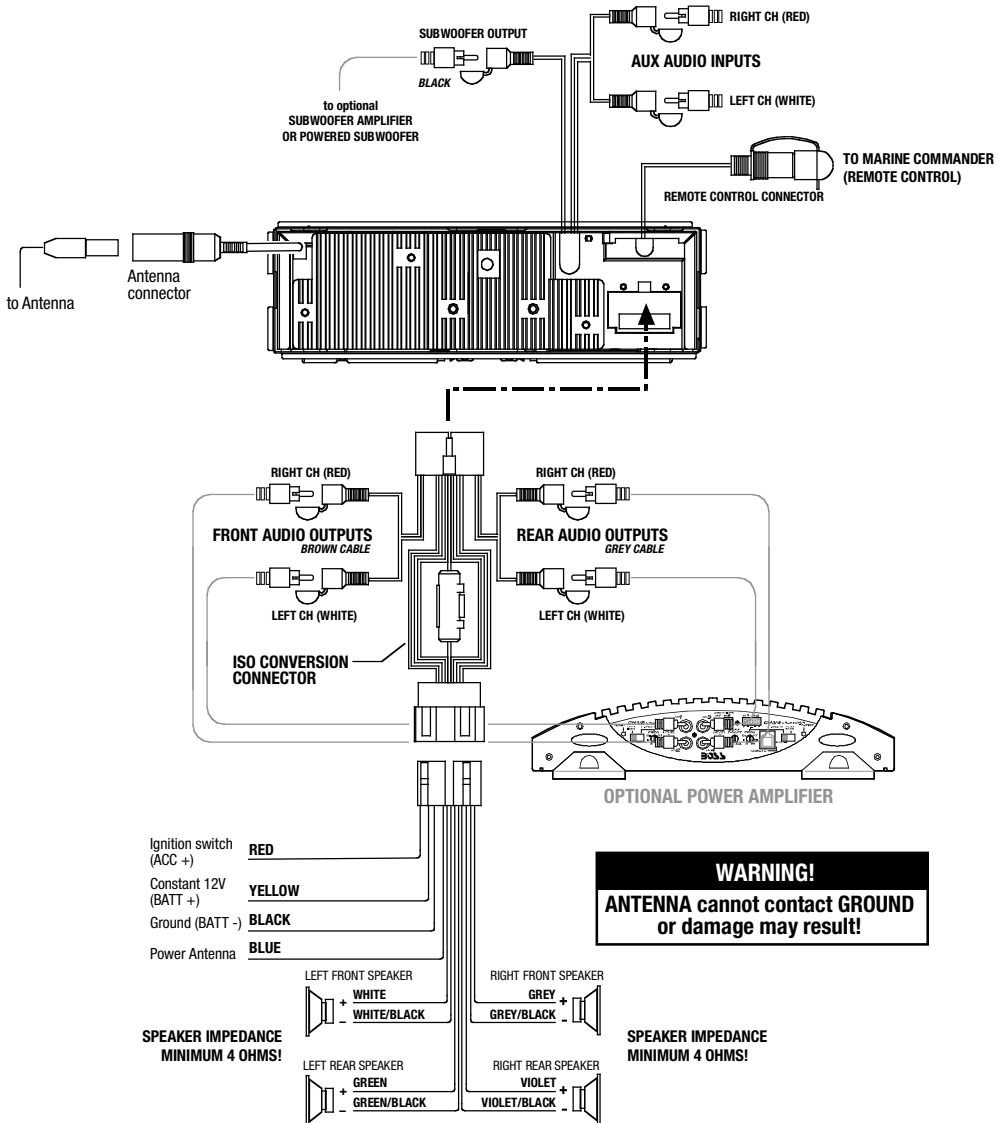 SUBWOOFER OUTPUT
BLACK
to optional
SUBWOOFER AMPLIFIER
OR POWERED SUBWOOFER
RIGHT CH (RED)
AUX AUDIO INPUTS
LEFT CH (WHITE)
TO MARINE COMMANDER
(REMOTE CONTROL)
REMOTE CONTROL CONNECTOR
to Antenna
Antenna
connector
RIGHT CH (RED)
FRONT AUDIO OUTPUTS
BROWN CABLE
LEFT CH (WHITE)
RIGHT CH (RED)
REAR AUDIO OUTPUTS
GREY CABLE
LEFT CH (WHITE)
ISO CONVERSION
CONNECTOR
BOSS
OPTIONAL POWER AMPLIFIER
Ignition switch
(ACC +)
RED
Constant 12V
(BATT +)
YELLOW
Ground (BATT -)
BLACK
Power Antenna
BLUE
WARNING!
ANTENNA cannot contact GROUND
or damage may result!
LEFT FRONT SPEAKER
+ WHITE
– WHITE/BLACK
RIGHT FRONT SPEAKER
GREY +
GREY/BLACK -
SPEAKER IMPEDANCE
MINIMUM 4 OHMS!
SPEAKER IMPEDANCE
MINIMUM 4 OHMS!
LEFT REAR SPEAKER
+ GREEN
– GREEN/BLACK
RIGHT REAR SPEAKER
VIOLET +
VIOLET/BLACK -